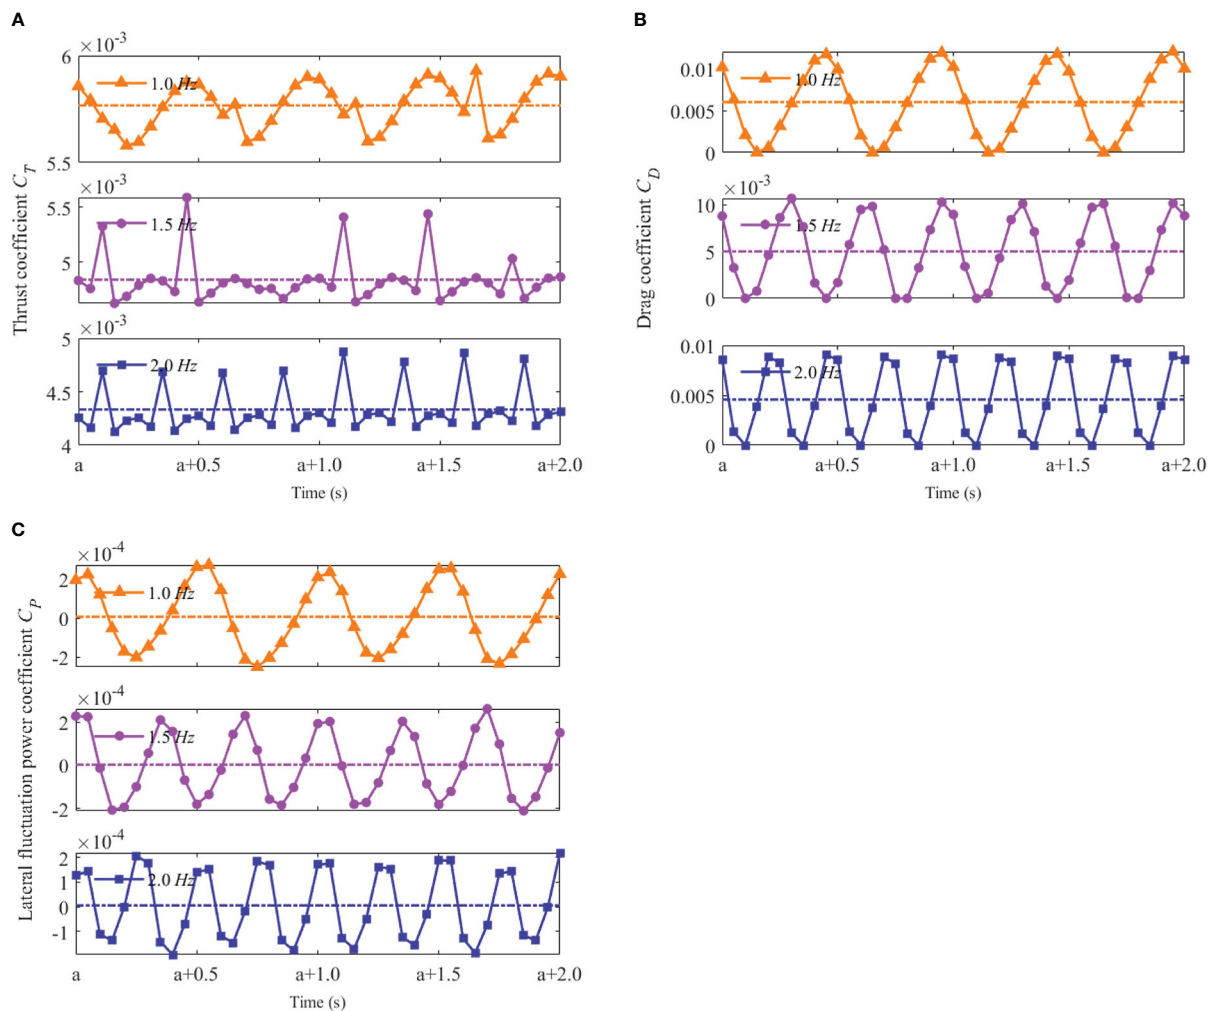 A
×10-3
6
1.0 Hz
5.5
×10-3
5.5
1.5 Hz
5
×10-3
5
2.0 Hz
4.5
4
a a+0.5 a+1.0 a+1.5 a+2.0
Time (s)
Thrust coefficient CT
B
0.01
1.0 Hz
0.005
0
×10-3
10
1.5 Hz
5
0
0.01
2.0 Hz
0.005
0
a a+0.5 a+1.0 a+1.5 a+2.0
Time (s)
Drag coefficient CD
C
×10-4
2
1.0 Hz
0
-2
×10-4
2
1.5 Hz
0
-2
×10-4
2
2.0 Hz
1
0
-1
a a+0.5 a+1.0 a+1.5 a+2.0
Time (s)
Lateral fluctuation power coefficient CP